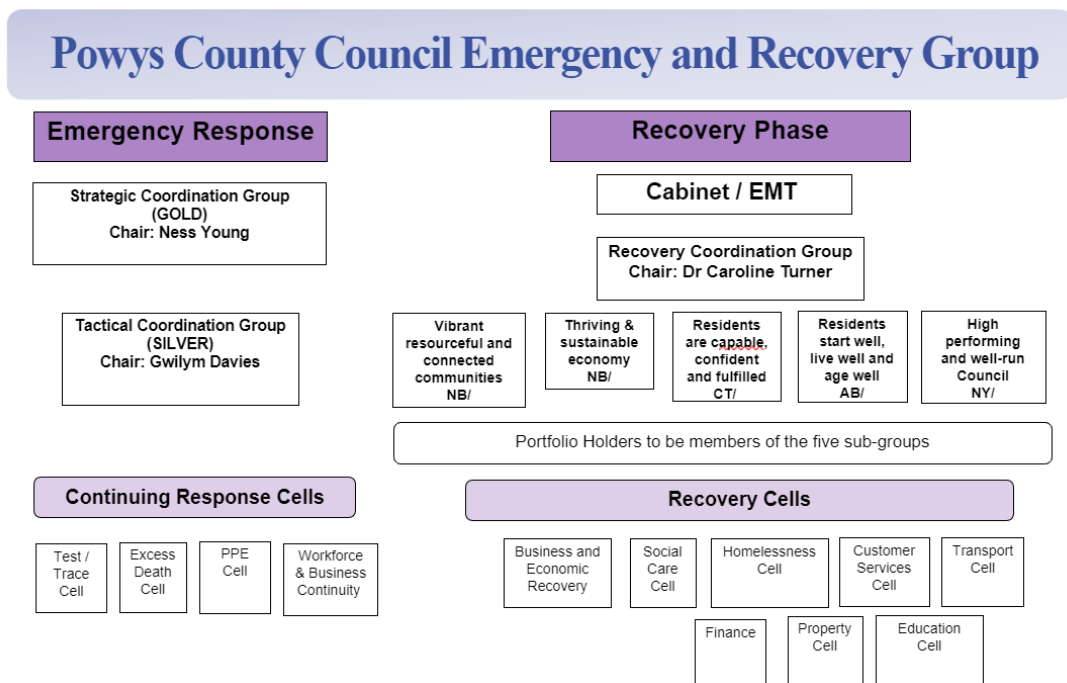 Powys County Council Emergency and Recovery Group
Emergency Response
Recovery Phase
Strategic Coordination Group
(GOLD)
Chair: Ness Young
Cabinet / EMT
Recovery Coordination Group
Chair: Dr Caroline Turner
Tactical Coordination Group
(SILVER)
Chair: Gwilym Davies
Vibrant
resourceful and
connected
communities
NB/
Thriving &
sustainable
economy
NB/
Residents
are capable,
confident
and fulfilled
CT/
Residents
start well,
live well and
age well
AB/
High
performing
and well-run
Council
NY/
Portfolio Holders to be members of the five sub-groups
Continuing Response Cells
Recovery Cells
Test /
Trace
Cell
Excess
Death
Cell
PPE
Cell
Workforce
& Business
Continuity
Business and
Economic
Recovery
Social
Care
Cell
Homelessness
Cell
Customer
Services
Cell
Transport
Cell
Finance
Property
Cell
Education
Cell